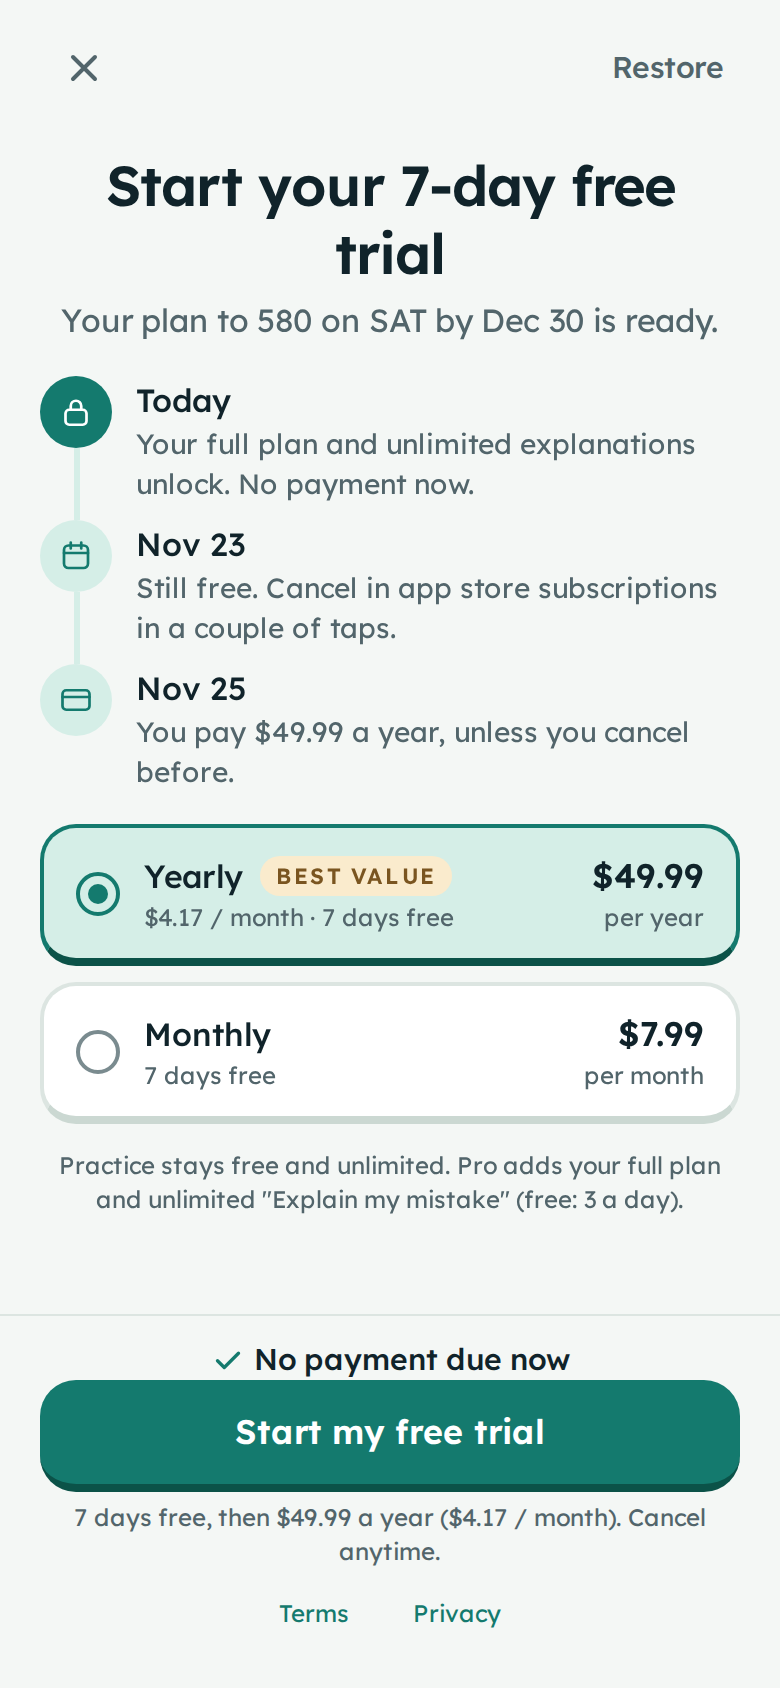 Restore
Start your 7-day free
trial
Your plan to 580 on SAT by Dec 30 is ready.
Today
Your full plan and unlimited explanations
unlock. No payment now.
Nov 23
Still free. Cancel in app store subscriptions
in a couple of taps.
Nov 25
You pay $49.99 a year, unless you cancel
before.
Yearly BEST VALUE $49.99
$4.17 / month · 7 days free per year
Monthly $7.99
7 days free per month
Practice stays free and unlimited. Pro adds your full plan
and unlimited "Explain my mistake" (free: 3 a day).
No payment due now
Start my free trial
7 days free, then $49.99 a year ($4.17 / month). Cancel
anytime.
Terms Privacy